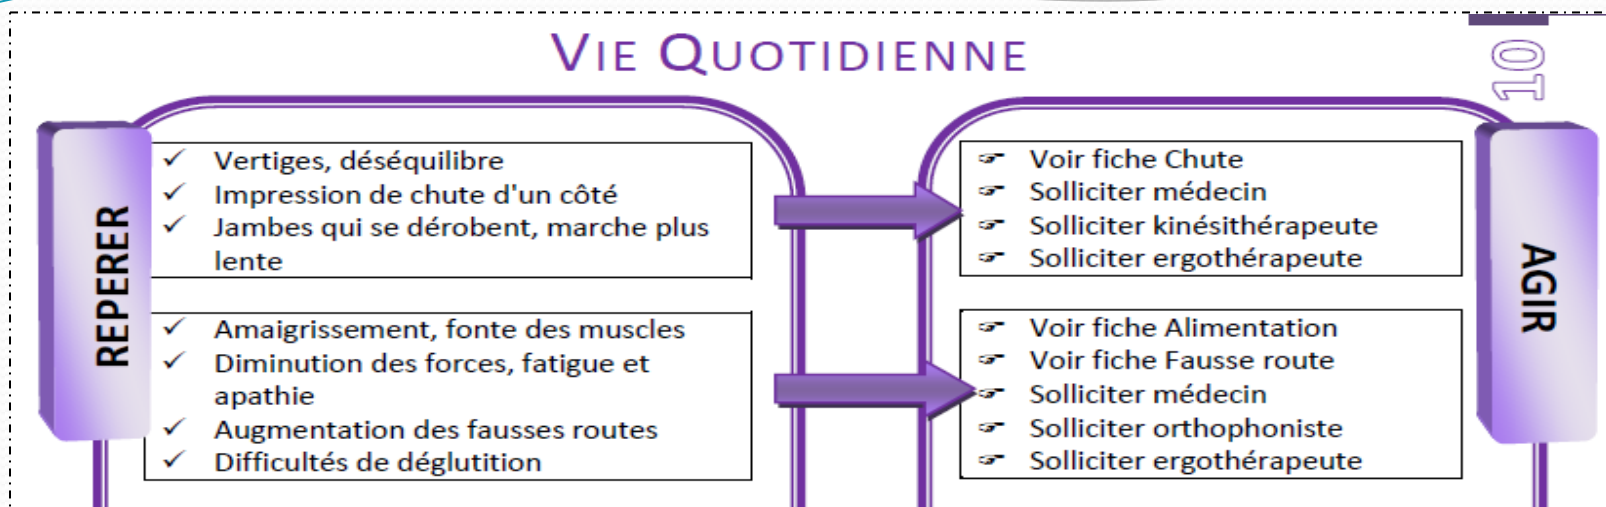 VIE QUOTIDIENNE
10
REPERER
✓ Vertiges, déséquilibre
✓ Impression de chute d'un côté
✓ Jambes qui se dérobent, marche plus
lente
☞ Voir fiche Chute
☞ Solliciter médecin
☞ Solliciter kinésithérapeute
☞ Solliciter ergothérapeute
AGIR
✓ Amaigrissement, fonte des muscles
✓ Diminution des forces, fatigue et
apathie
✓ Augmentation des fausses routes
✓ Difficultés de déglutition
☞ Voir fiche Alimentation
☞ Voir fiche Fausse route
☞ Solliciter médecin
☞ Solliciter orthophoniste
☞ Solliciter ergothérapeute